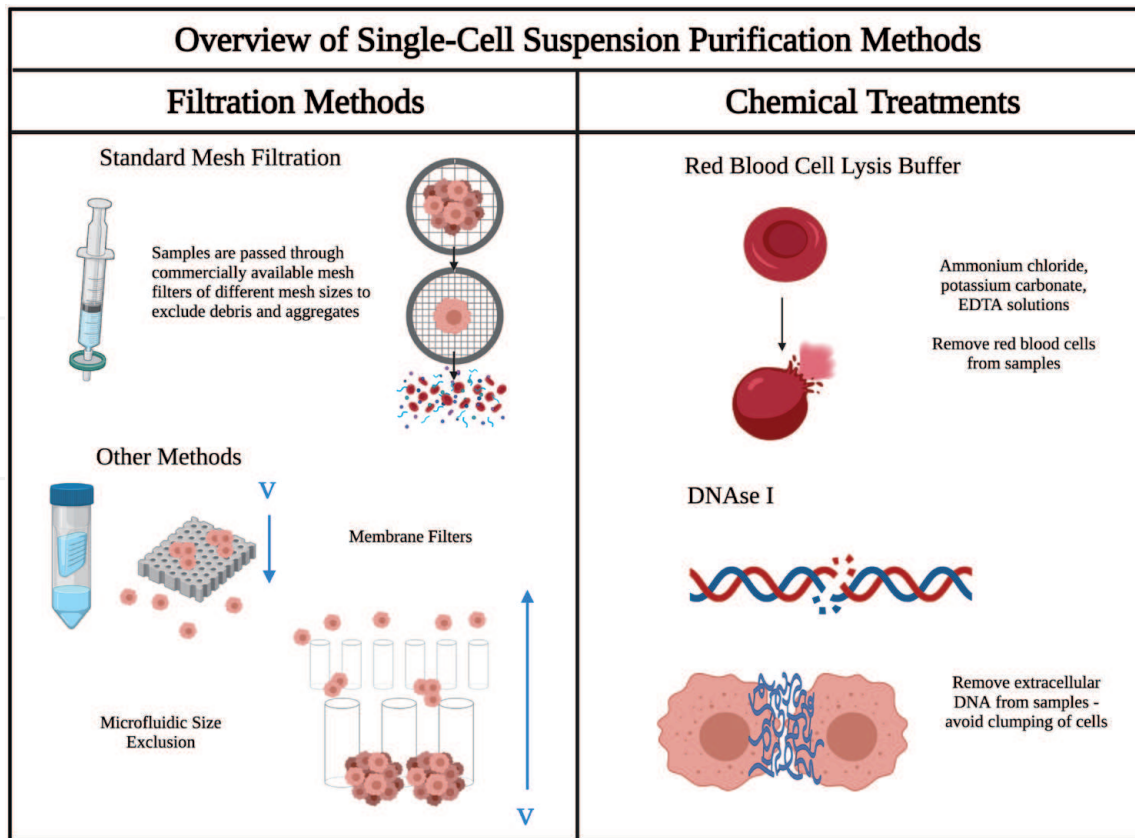 Overview of Single-Cell Suspension Purification Methods
Filtration Methods
Chemical Treatments
Standard Mesh Filtration
Samples are passed through
commercially available mesh
filters of different mesh sizes to
exclude debris and aggregates
Other Methods
V
Membrane Filters
Microfluidic Size
Exclusion
V
Red Blood Cell Lysis Buffer
Ammonium chloride,
potassium carbonate,
EDTA solutions
Remove red blood cells
from samples
DNAse I
Remove extracellular
DNA from samples -
avoid clumping of cells